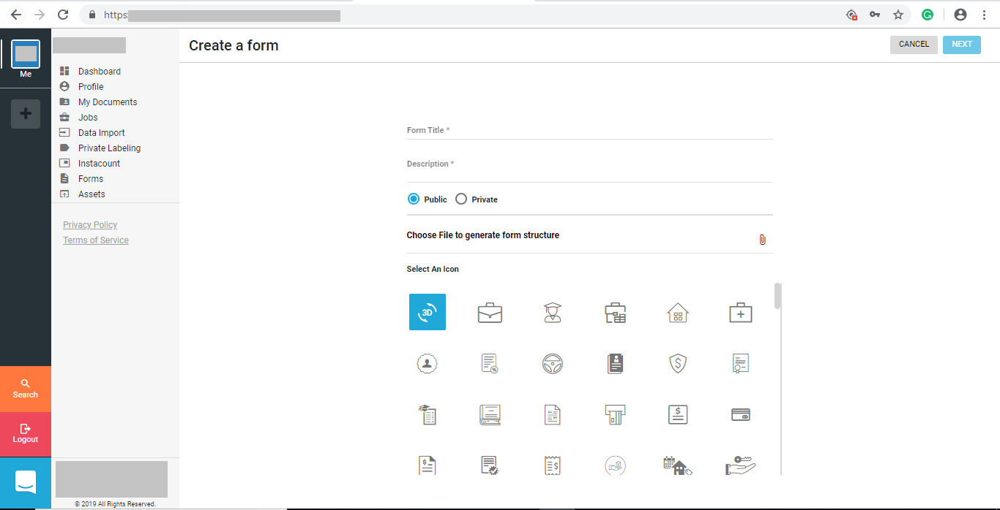 https:
Create a form
CANCEL
NEXT
Me
Dashboard
Profile
My Documents
Jobs
Data Import
Private Labeling
Instacount
Forms
Assets
Privacy Policy
Terms of Service
Form Title *
Description *
Public
Private
Choose File to generate form structure
Select An Icon
3D
Search
Logout
© 2019 All Rights Reserved.